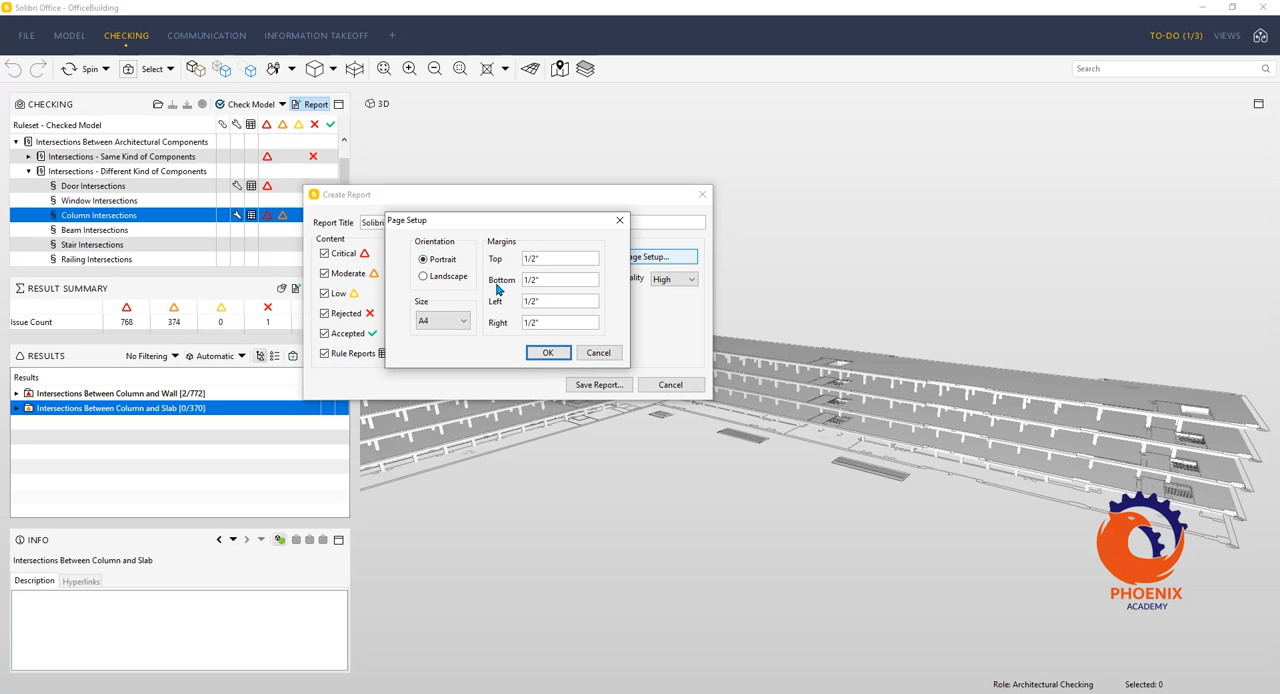 Solibri Office - OfficeBuilding
FILE MODEL CHECKING COMMUNICATION INFORMATION TAKEOFF + TO-DO (1/3) VIEWS
Spin Select Search
CHECKING Check Model Report 3D
Ruleset - Checked Model
§ Intersections Between Architectural Components
§ Intersections - Same Kind of Components
§ Intersections - Different Kind of Components
§ Door Intersections
§ Window Intersections
§ Column Intersections
§ Beam Intersections
§ Stair Intersections
§ Railing Intersections
RESULT SUMMARY
Issue Count 768 374 0 1
RESULTS No Filtering Automatic
Results
Intersections Between Column and Wall [2/772]
Intersections Between Column and Slab [0/370]
INFO
Intersections Between Column and Slab
Description Hyperlinks
Create Report
Report Title Solibri
Content
Critical
Moderate
Low
Rejected
Accepted
Rule Reports
age Setup...
ality High
Save Report... Cancel
Page Setup
Orientation
Portrait
Landscape
Size
A4
Margins
Top 1/2"
Bottom 1/2"
Left 1/2"
Right 1/2"
OK Cancel
PHOENIX
ACADEMY
Role: Architectural Checking Selected: 0